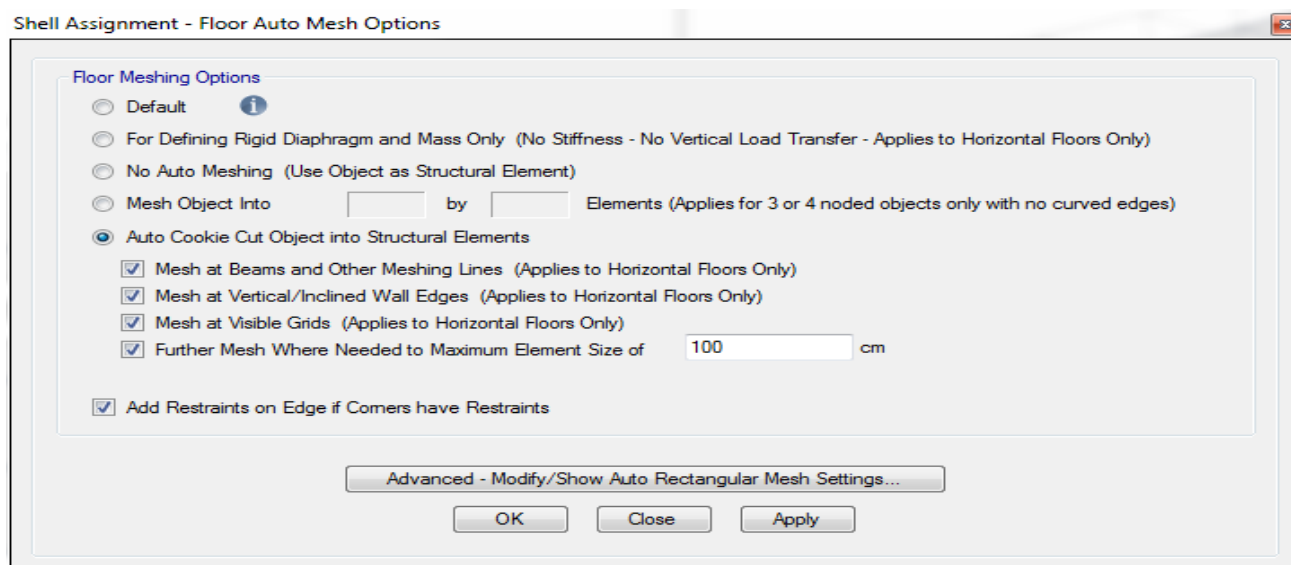 Shell Assignment - Floor Auto Mesh Options
Floor Meshing Options
Default
For Defining Rigid Diaphragm and Mass Only (No Stiffness - No Vertical Load Transfer - Applies to Horizontal Floors Only)
No Auto Meshing (Use Object as Structural Element)
Mesh Object Into by Elements (Applies for 3 or 4 noded objects only with no curved edges)
Auto Cookie Cut Object into Structural Elements
Mesh at Beams and Other Meshing Lines (Applies to Horizontal Floors Only)
Mesh at Vertical/Inclined Wall Edges (Applies to Horizontal Floors Only)
Mesh at Visible Grids (Applies to Horizontal Floors Only)
Further Mesh Where Needed to Maximum Element Size of 100 cm
Add Restraints on Edge if Corners have Restraints
Advanced - Modify/Show Auto Rectangular Mesh Settings...
OK Close Apply